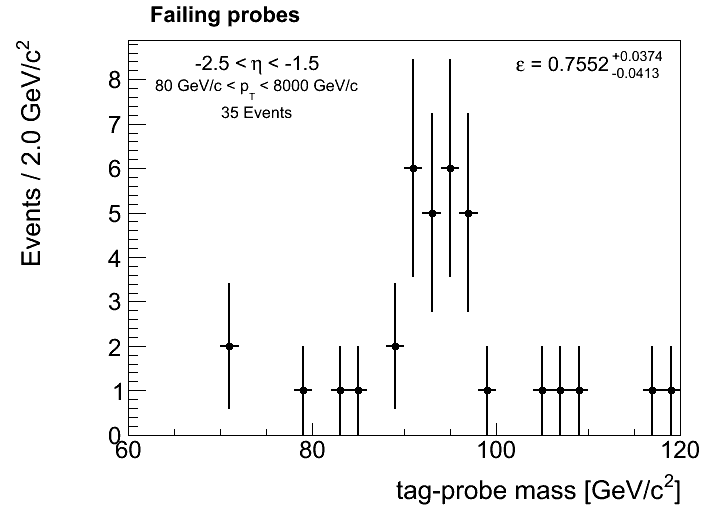 Failing probes
Events / 2.0 GeV/c²
-2.5 < η < -1.5
80 GeV/c < p_T < 8000 GeV/c
35 Events
ε = 0.7552 +0.0374 -0.0413
8
7
6
5
4
3
2
1
0
60 80 100 120
tag-probe mass [GeV/c²]